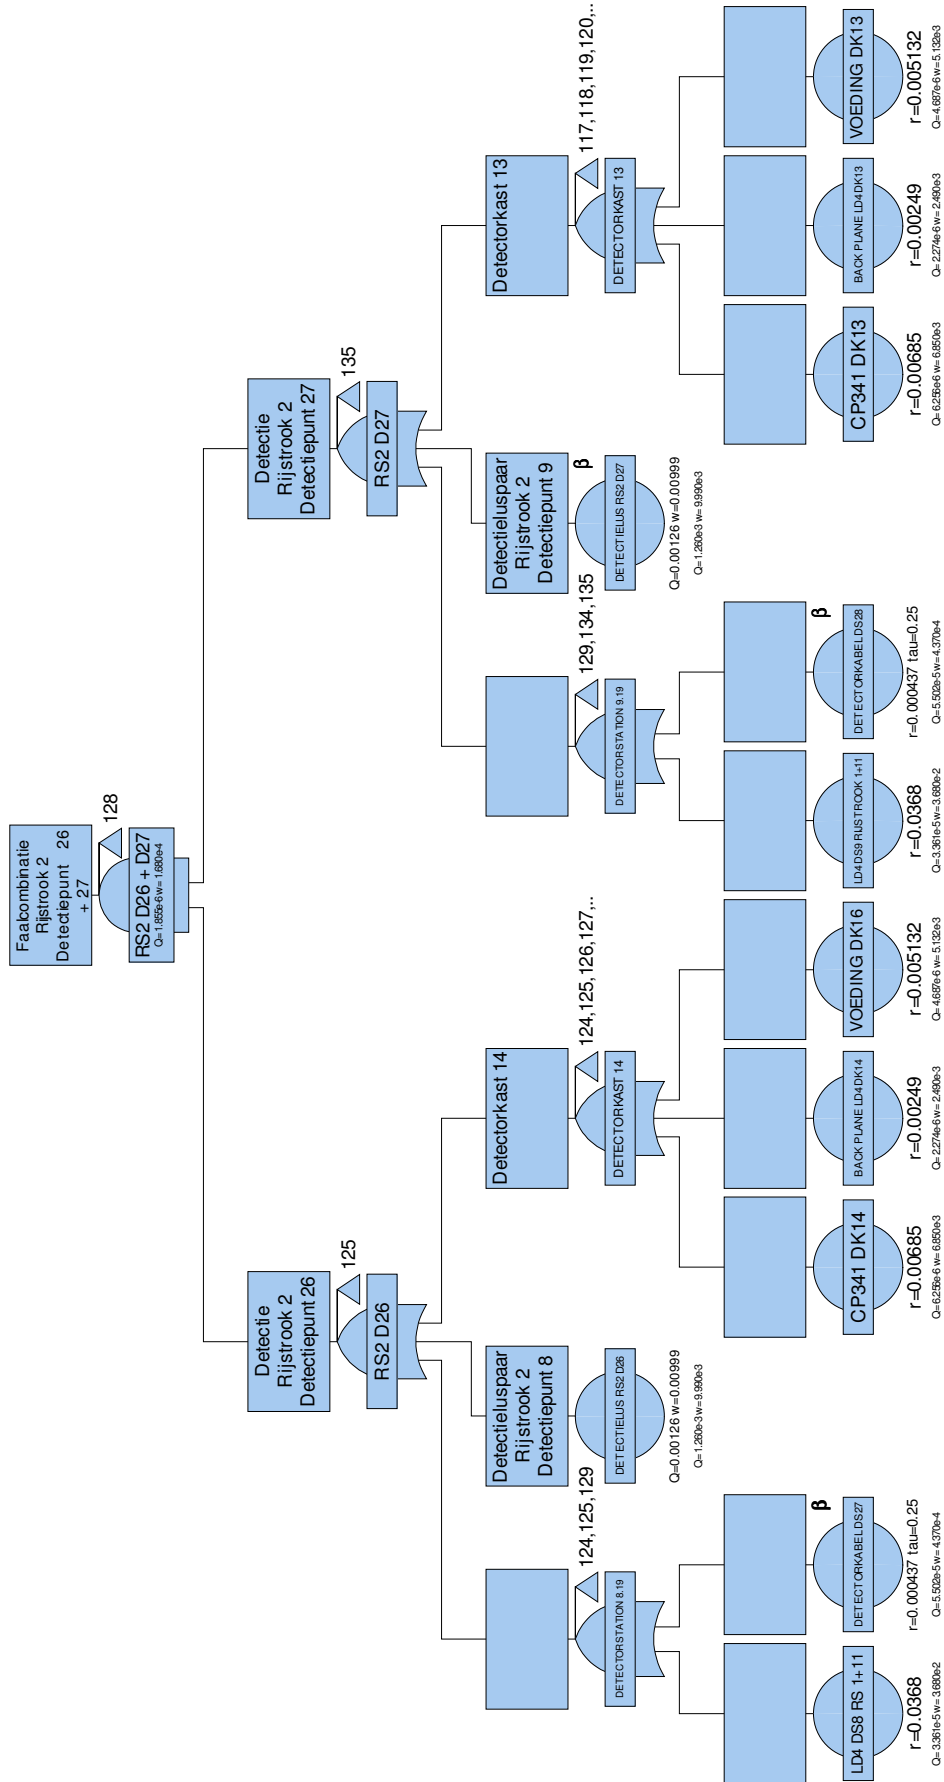 Faalcombinatie
Rijstrook 2
Detectiepunt 26
+ 27
128
RS2 D26 + D27
Q=1.855e-6 w= 1.680e-4
Detectie
Rijstrook 2
Detectiepunt 26
125
RS2 D26
Detectie
Rijstrook 2
Detectiepunt 27
135
RS2 D27
124,125,129
DETECTORSTATION 8.19
Detectieluspaar
Rijstrook 2
Detectiepunt 8
DETECTIELUS RS2 D26
Q=0.00126 w=0.00999
Q=1.260e-3 w= 9.990e-3
Detectorkast 14
124,125,126,127,..
DETECTORKAST 14
129,134,135
DETECTORSTATION 9.19
Detectieluspaar
Rijstrook 2
Detectiepunt 9
β
DETECTIELUS RS2 D27
Q=0.00126 w=0.00999
Q=1.260e-3 w= 9.990e-3
Detectorkast 13
117,118,119,120,..
DETECTORKAST 13
LD4 DS8 RS 1+11
r=0.0368
Q=3.361e-5 w= 3.680e-2
β
DETECTORKABEL DS27
r=0.000437 tau=0.25
Q=5.502e-5 w= 4.370e-4
CP341 DK14
r=0.00685
Q=6.256e-6 w= 6.850e-3
BACK PLANE LD4 DK14
r=0.00249
Q=2.274e-6 w= 2.490e-3
VOEDING DK16
r=0.005132
Q=4.687e-6 w= 5.132e-3
LD4 DS9 RIJSTROOK 1+11
r=0.0368
Q=3.361e-5 w= 3.680e-2
β
DETECTORKABEL DS28
r=0.000437 tau=0.25
Q=5.502e-5 w= 4.370e-4
CP341 DK13
r=0.00685
Q=6.256e-6 w= 6.850e-3
BACK PLANE LD4 DK13
r=0.00249
Q=2.274e-6 w= 2.490e-3
VOEDING DK13
r=0.005132
Q=4.687e-6 w= 5.132e-3